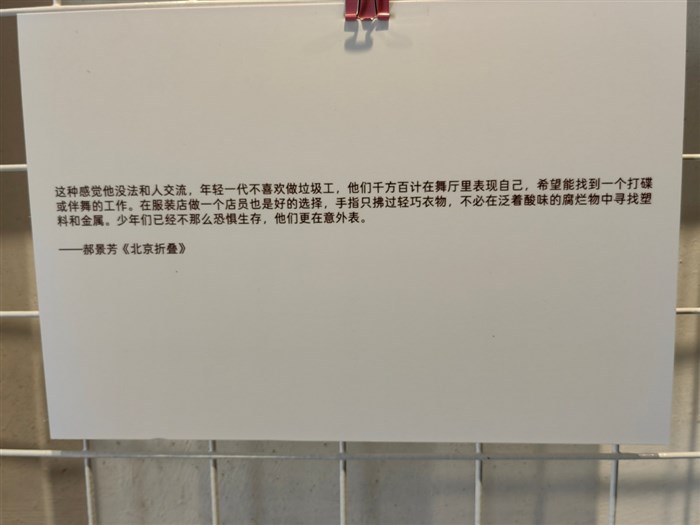 这种感觉他没法和人交流，年轻一代不喜欢做垃圾工，他们千方百计在舞厅里表现自己，希望能找到一个打碟
或伴舞的工作。在服装店做一个店员也是好的选择，手指只拂过轻巧衣物，不必在泛着酸味的腐烂物中寻找塑
料和金属。少年们已经不那么恐惧生存，他们更在意外表。
——郝景芳《北京折叠》